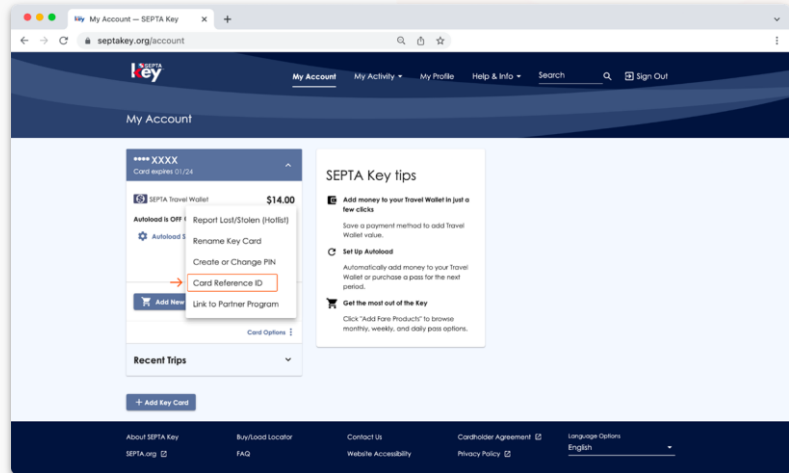 key My Account — SEPTA Key
septakey.org/account
SEPTA
key
My Account My Activity My Profile Help & Info Search Sign Out
My Account
•••• XXXX
Card expires 01/24
SEPTA Travel Wallet $14.00
Autoload is OFF
Autoload S
Report Lost/Stolen (Hotlist)
Rename Key Card
Create or Change PIN
Card Reference ID
Link to Partner Program
Add New
Card Options
Recent Trips
+ Add Key Card
SEPTA Key tips
Add money to your Travel Wallet in just a
few clicks
Save a payment method to add Travel
Wallet value.
Set Up Autoload
Automatically add money to your Travel
Wallet or purchase a pass for the next
period.
Get the most out of the Key
Click "Add Fare Products" to browse
monthly, weekly, and daily pass options.
About SEPTA Key Buy/Load Locator Contact Us Cardholder Agreement Language Options
SEPTA.org FAQ Website Accessibility Privacy Policy English